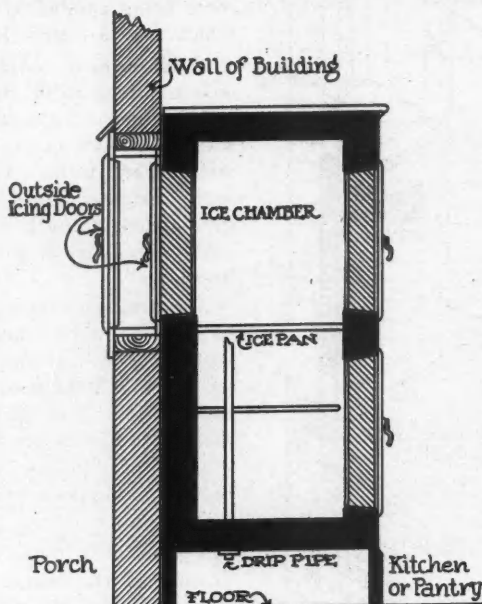 Wall of Building
Outside
Icing Doors
ICE CHAMBER
ICE PAN
Porch
DRIP PIPE
Kitchen
or Pantry
FLOOR